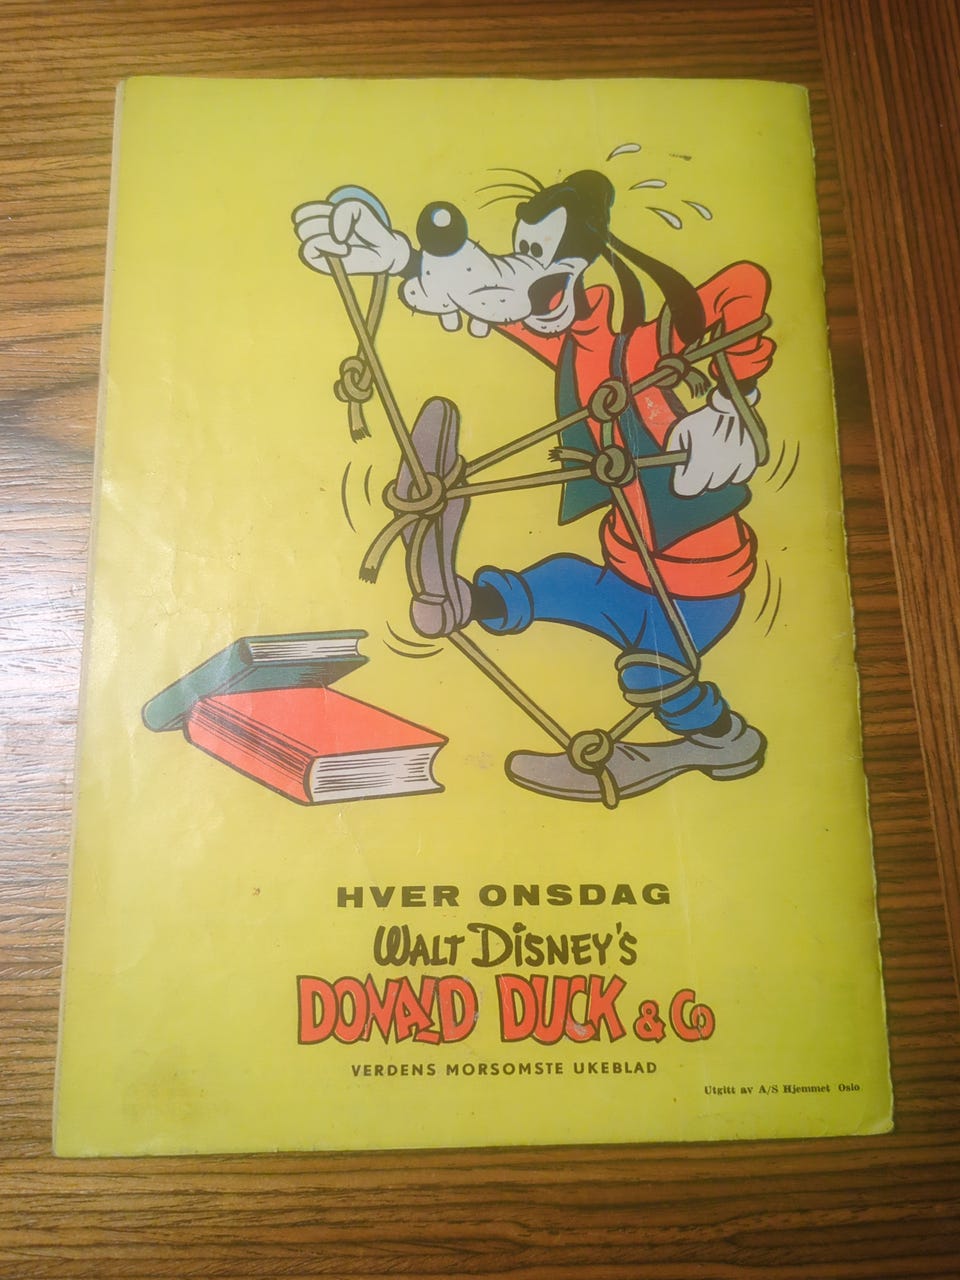 HVER ONSDAG
WALT DISNEY'S
DONALD DUCK & Co
VERDENS MORSOMSTE UKEBLAD
Utgitt av A/S Hjemmet Oslo